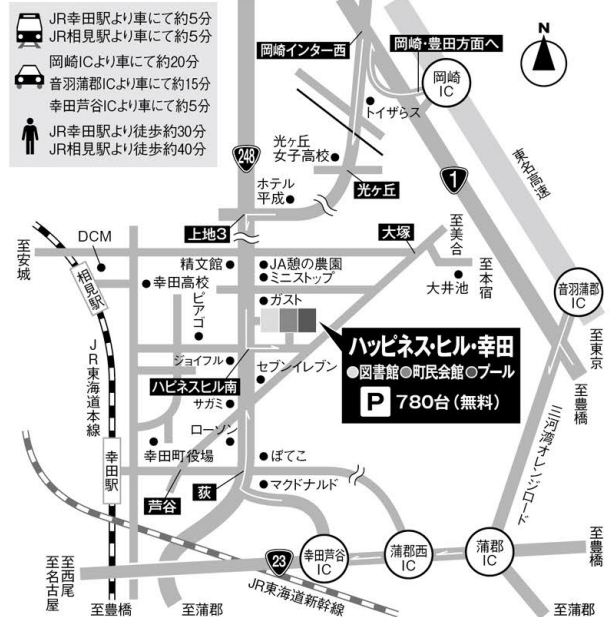 JR幸田駅より車にて約5分
JR相見駅より車にて約5分
岡崎ICより車にて約20分
音羽蒲郡ICより車にて約15分
幸田芦谷ICより車にて約5分
JR幸田駅より徒歩約30分
JR相見駅より徒歩約40分
岡崎インター西
岡崎・豊田方面へ
岡崎
IC
N
トイザらス
光ヶ丘
女子高校
248
光ヶ丘
1
東名高速
ホテル
平成
上地3
大塚
至美合
至本宿
大井池
DCM
至安城
相見駅
精文館
JA憩の農園
ミニストップ
幸田高校
ガスト
ピアゴ
音羽蒲郡
IC
至東京
至豊橋
ハッピネス・ヒル・幸田
図書館 町民会館 プール
P 780台(無料)
JR東海道本線
ジョイフル
セブンイレブン
ハピネスヒル南
サガミ
ローソン
幸田町役場
幸田駅
ぽてこ
マクドナルド
芦谷
荻
三河湾オレンジロード
幸田芦谷
IC
蒲郡西
IC
蒲郡
IC
至豊橋
23
至西尾
至名古屋
JR東海道新幹線
至豊橋
至蒲郡
至蒲郡